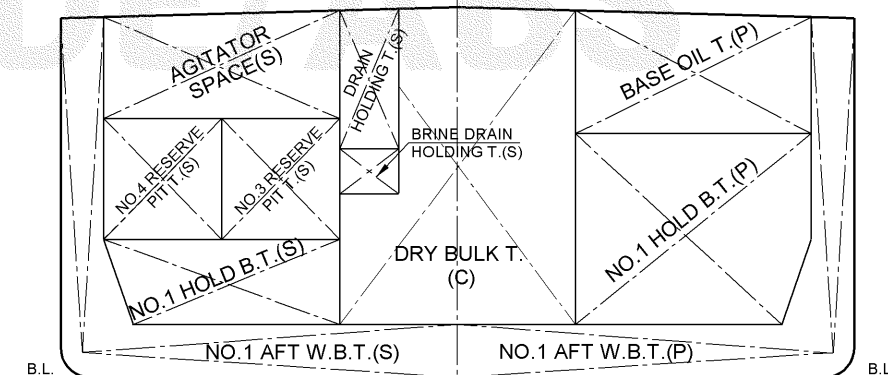 AGITATOR
SPACE(S)
DRAIN
HOLDING T.(S)
BASE OIL T.(P)
BRINE DRAIN
HOLDING T.(S)
NO.4 RESERVE
PIT T.(S)
NO.3 RESERVE
PIT T.(S)
NO.1 HOLD B.T.(P)
DRY BULK T.
(C)
NO.1 HOLD B.T.(S)
NO.1 AFT W.B.T.(S)
NO.1 AFT W.B.T.(P)
B.L.
B.L